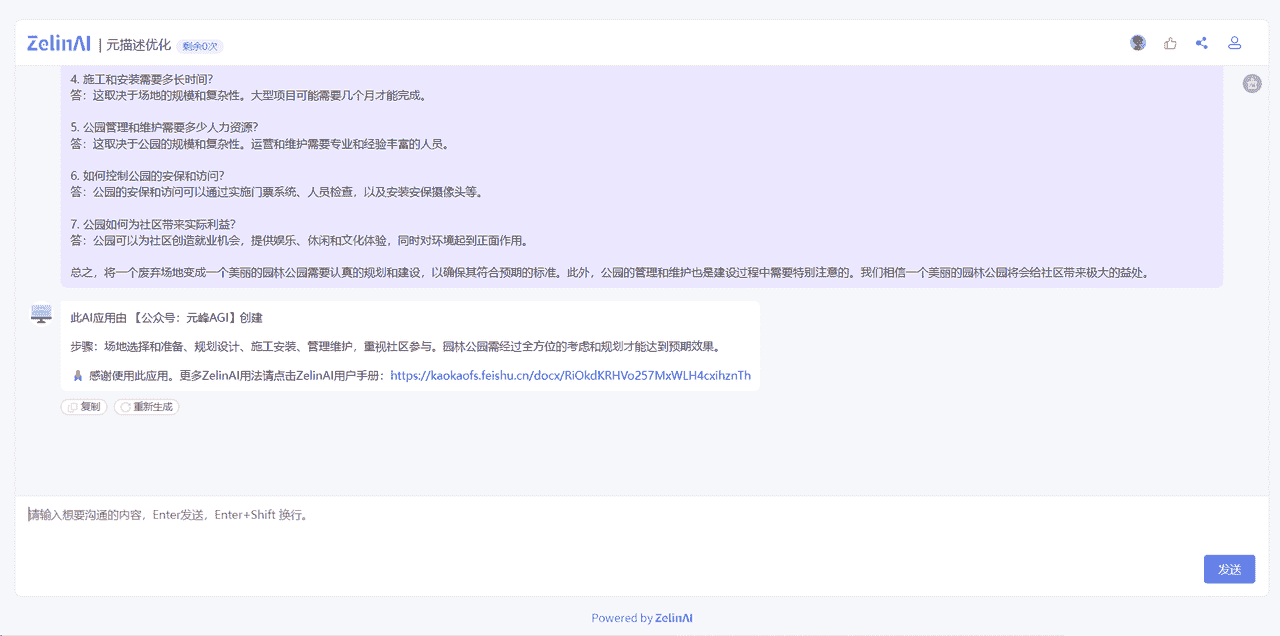 ZelinAI | 元描述优化 剩余0次
4. 施工和安装需要多长时间?
答：这取决于场地的规模和复杂性。大型项目可能需要几个月才能完成。
5. 公园管理和维护需要多少人力资源?
答：这取决于公园的规模和复杂性。运营和维护需要专业和经验丰富的人员。
6. 如何控制公园的安保和访问?
答：公园的安保和访问可以通过实施门票系统、人员检查，以及安装安保摄像头等。
7. 公园如何为社区带来实际利益?
答：公园可以为社区创造就业机会，提供娱乐、休闲和文化体验，同时对环境起到正面作用。
总之，将一个废弃场地变成一个美丽的园林公园需要认真的规划和建设，以确保其符合预期的标准。此外，公园的管理和维护也是建设过程中需要特别注意的。我们相信一个美丽的园林公园将会给社区带来极大的益处。
此AI应用由 【公众号：元峰AGI】创建
步骤：场地选择和准备、规划设计、施工安装、管理维护，重视社区参与。园林公园需经过全方位的考虑和规划才能达到预期效果。
感谢使用此应用。更多ZelinAI用法请点击ZelinAI用户手册：https://kaokaofs.feishu.cn/docx/RiOkdKRHVo257MxWLH4cxihznTh
复制 重新生成
请输入想要沟通的内容，Enter发送，Enter+Shift 换行。
发送
Powered by ZelinAI